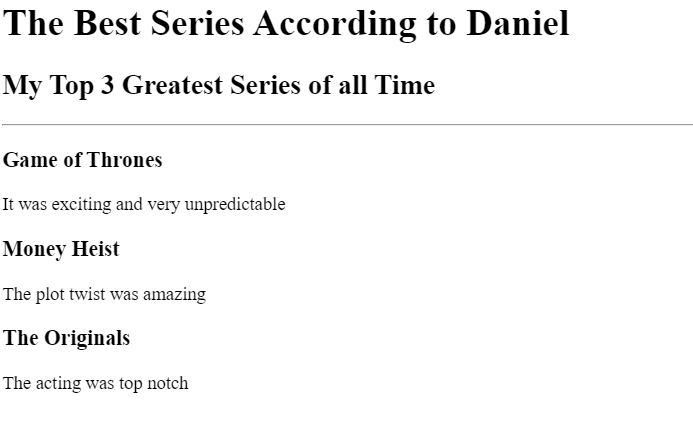 The Best Series According to Daniel
My Top 3 Greatest Series of all Time
Game of Thrones
It was exciting and very unpredictable
Money Heist
The plot twist was amazing
The Originals
The acting was top notch